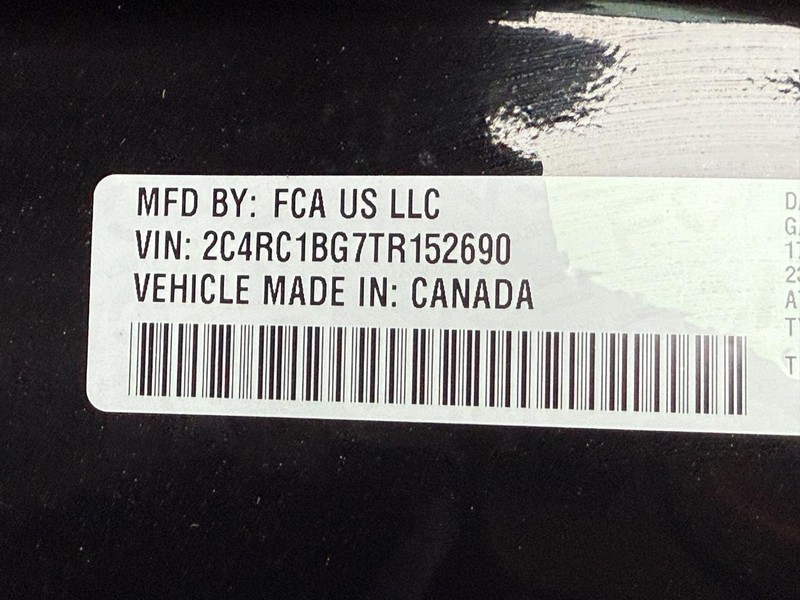 MFD BY: FCA US LLC
VIN: 2C4RC1BG7TR152690
VEHICLE MADE IN: CANADA